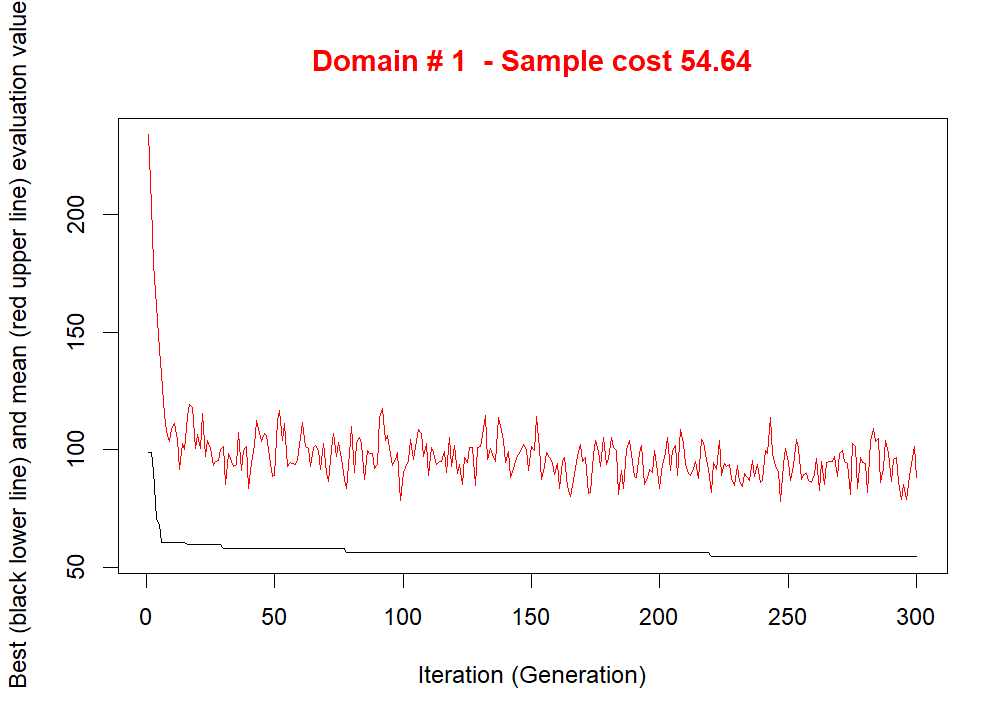 Domain # 1  - Sample cost 54.64
Best (black lower line) and mean (red upper line) evaluation value
200
150
100
50
0 50 100 150 200 250 300
Iteration (Generation)